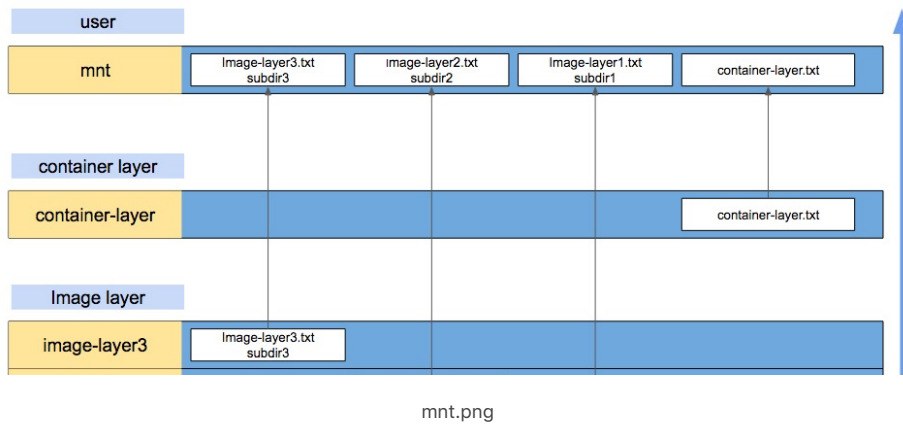 user
mnt
Image-layer3.txt
subdir3
image-layer2.txt
subdir2
Image-layer1.txt
subdir1
container-layer.txt
container layer
container-layer
container-layer.txt
Image layer
image-layer3
Image-layer3.txt
subdir3
mnt.png